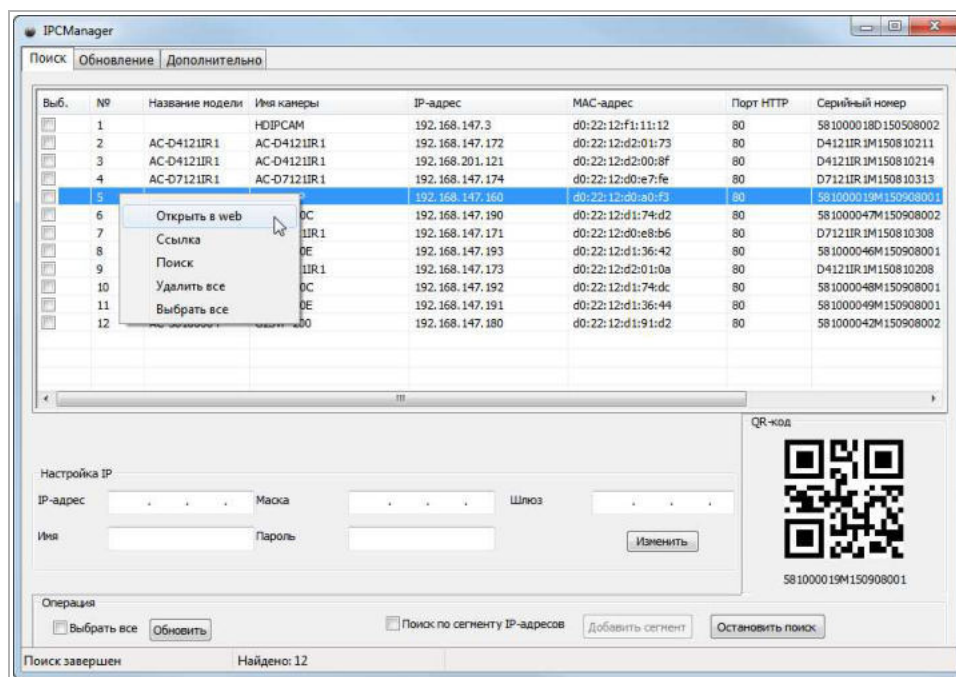 IPCManager
Поиск Обновление Дополнительно
Выб. № Название модели Имя камеры IP-адрес MAC-адрес Порт HTTP Серийный номер
1 HDIPCAM 192.168.147.3 d0:22:12:f1:11:12 80 581000018D150508002
2 AC-D4121IR1 AC-D4121IR1 192.168.147.172 d0:22:12:d2:01:73 80 D4121IR1M150810211
3 AC-D4121IR1 AC-D4121IR1 192.168.201.121 d0:22:12:d2:00:8f 80 D4121IR1M150810214
4 AC-D7121IR1 AC-D7121IR1 192.168.147.174 d0:22:12:d0:e7:fe 80 D7121IR1M150810313
5 192.168.147.160 d0:22:12:d0:a0:f3 80 581000019M150908001
6 0C 192.168.147.190 d0:22:12:d1:74:d2 80 581000047M150908002
7 1IR1 192.168.147.171 d0:22:12:d0:e8:b6 80 D7121IR1M150810308
8 0E 192.168.147.193 d0:22:12:d1:36:42 80 581000046M150908001
9 1IR1 192.168.147.173 d0:22:12:d2:01:0a 80 D4121IR1M150810208
10 0C 192.168.147.192 d0:22:12:d1:74:dc 80 581000048M150908001
11 0E 192.168.147.191 d0:22:12:d1:36:44 80 581000049M150908001
12 192.168.147.180 d0:22:12:d1:91:d2 80 581000042M150908002
Открыть в web
Ссылка
Поиск
Удалить все
Выбрать все
QR-код
581000019M150908001
Настройка IP
IP-адрес . . . Маска . . . Шлюз . . .
Имя Пароль Изменить
Операция
Выбрать все Обновить Поиск по сегменту IP-адресов Добавить сегмент Остановить поиск
Поиск завершен Найдено: 12